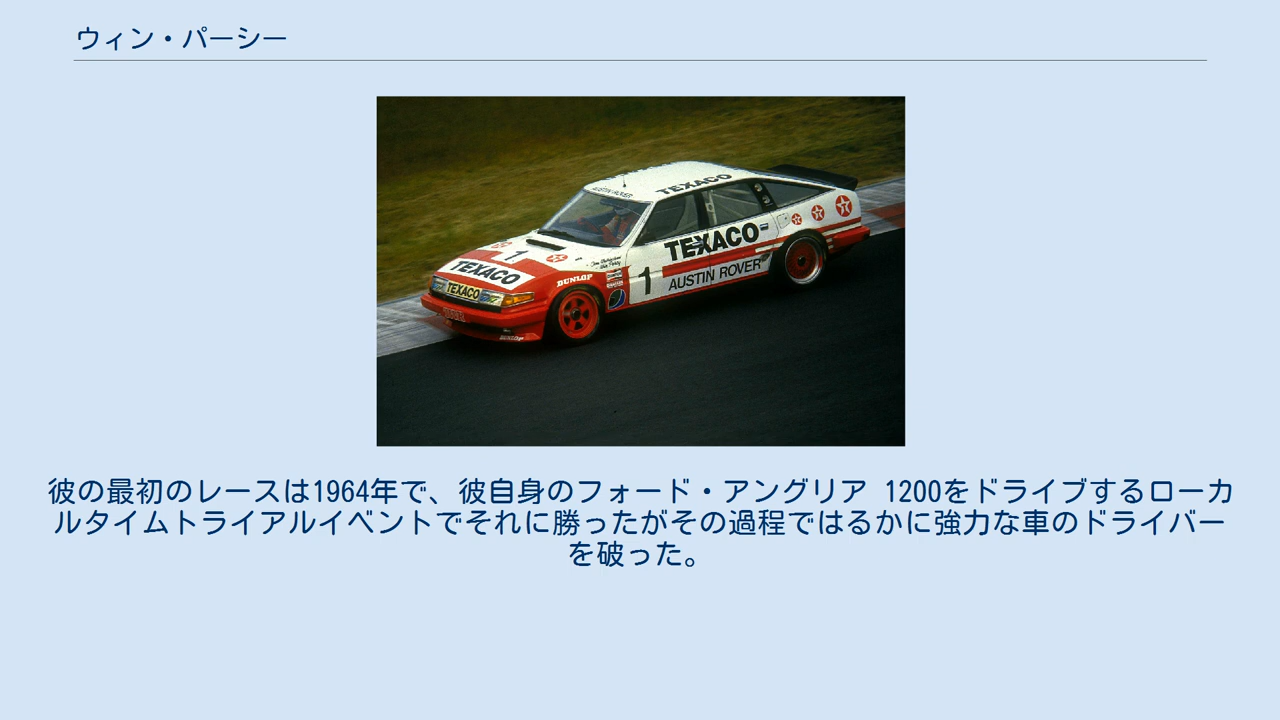 ウィン・パーシー
AUSTIN ROVER
TEXACO
TEXACO
1
1
TEXACO
TEXACO
DUNLOP
AUSTIN ROVER
DUNLOP
彼の最初のレースは1964年で、彼自身のフォード・アングリア 1200をドライブするローカ
ルタイムトライアルイベントでそれに勝ったがその過程ではるかに強力な車のドライバー
を破った。